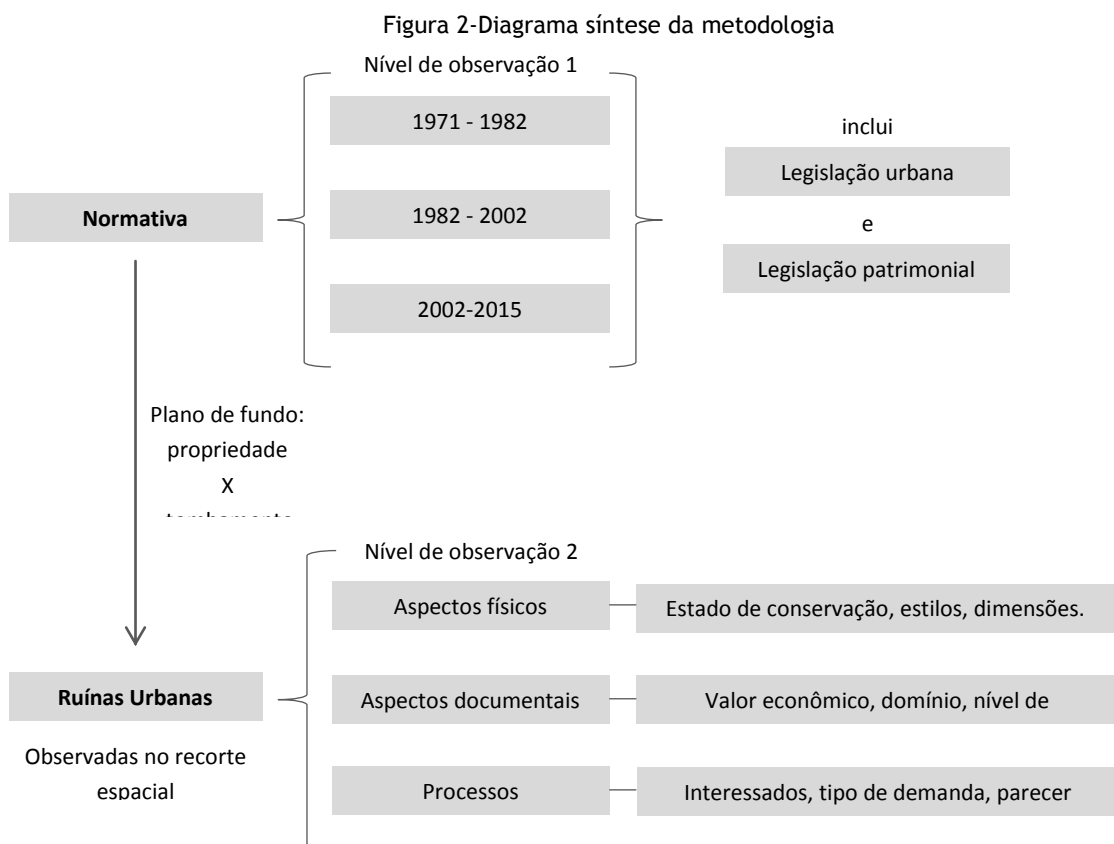 Figura 2-Diagrama síntese da metodologia
Nível de observação 1
1971 - 1982
inclui
Legislação urbana
Normativa
1982 - 2002
e
Legislação patrimonial
2002-2015
Plano de fundo:
propriedade
X
tombamento
Nível de observação 2
Aspectos físicos
Estado de conservação, estilos, dimensões.
Ruínas Urbanas
Aspectos documentais
Valor econômico, domínio, nível de
Observadas no recorte
espacial
Processos
Interessados, tipo de demanda, parecer